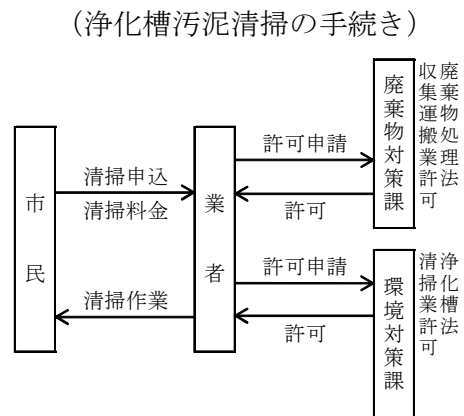 （浄化槽汚泥清掃の手続き）
市民
清掃申込
清掃料金
清掃作業
業者
許可申請
許可
許可申請
許可
廃棄物対策課
廃棄物処理法
収集運搬業許可
環境対策課
浄化槽法
清掃業許可